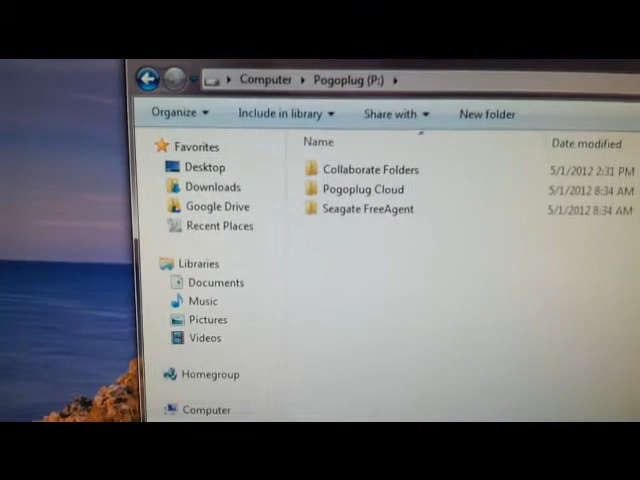 Computer Pogoplug (P:)
Organize Include in library Share with New folder
Favorites
Desktop
Downloads
Google Drive
Recent Places
Libraries
Documents
Music
Pictures
Videos
Homegroup
Computer
Name Date modified
Collaborate Folders 5/1/2012 2:31 PM
Pogoplug Cloud 5/1/2012 8:34 AM
Seagate FreeAgent 5/1/2012 8:34 AM